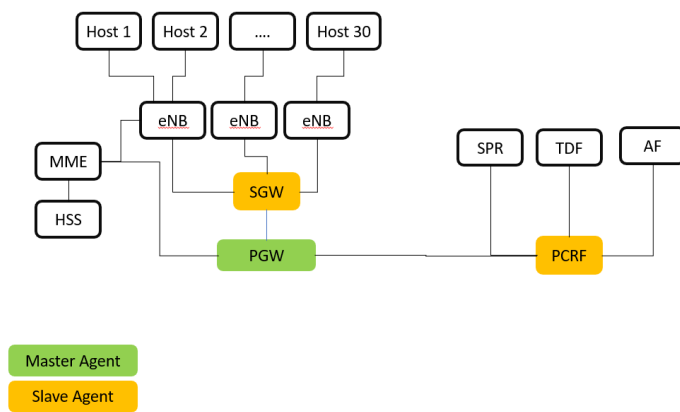 Host 1
Host 2
....
Host 30
eNB
eNB
eNB
SPR
TDF
AF
MME
SGW
HSS
PGW
PCRF
Master Agent
Slave Agent